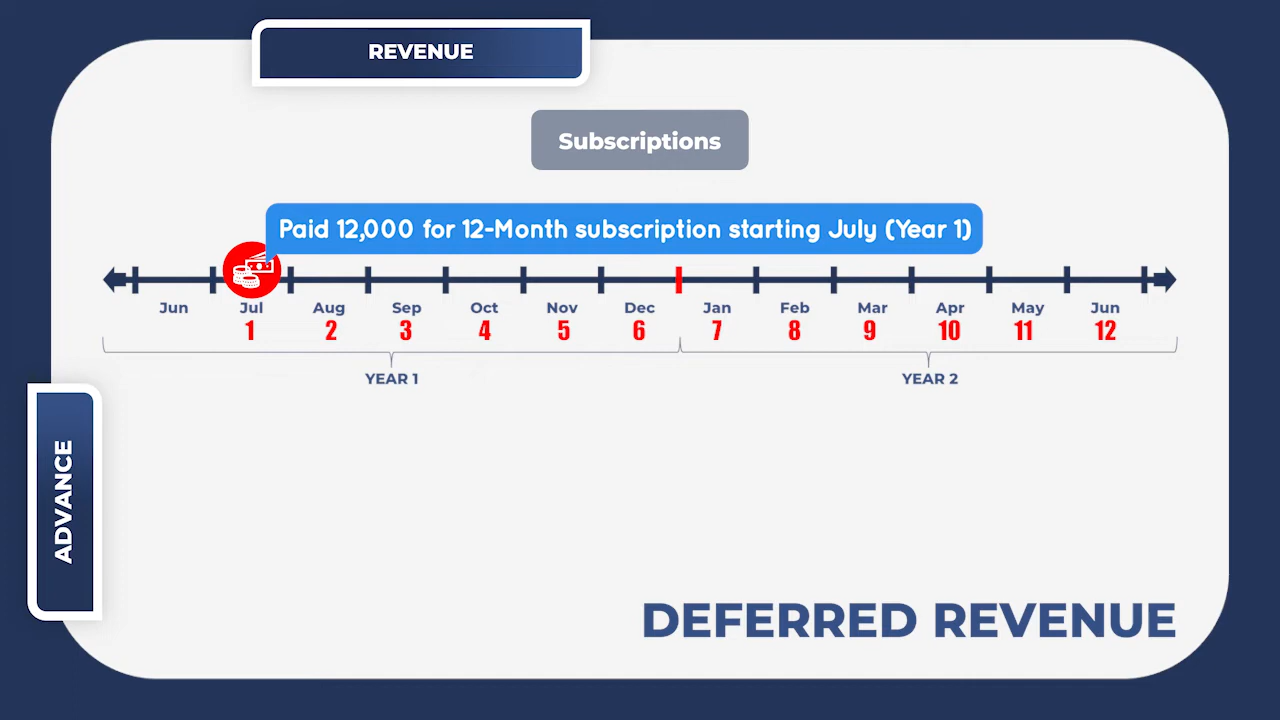 REVENUE
Subscriptions
Paid 12,000 for 12-Month subscription starting July (Year 1)
Jun Jul Aug Sep Oct Nov Dec Jan Feb Mar Apr May Jun
1 2 3 4 5 6 7 8 9 10 11 12
YEAR 1 YEAR 2
ADVANCE
DEFERRED REVENUE